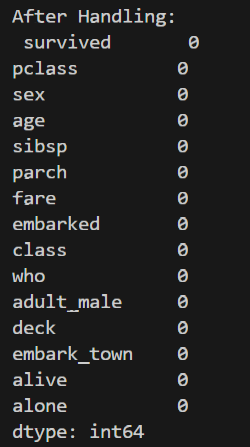 After Handling:
 survived       0
pclass         0
sex            0
age            0
sibsp          0
parch          0
fare           0
embarked       0
class          0
who            0
adult_male     0
deck           0
embark_town    0
alive          0
alone          0
dtype: int64